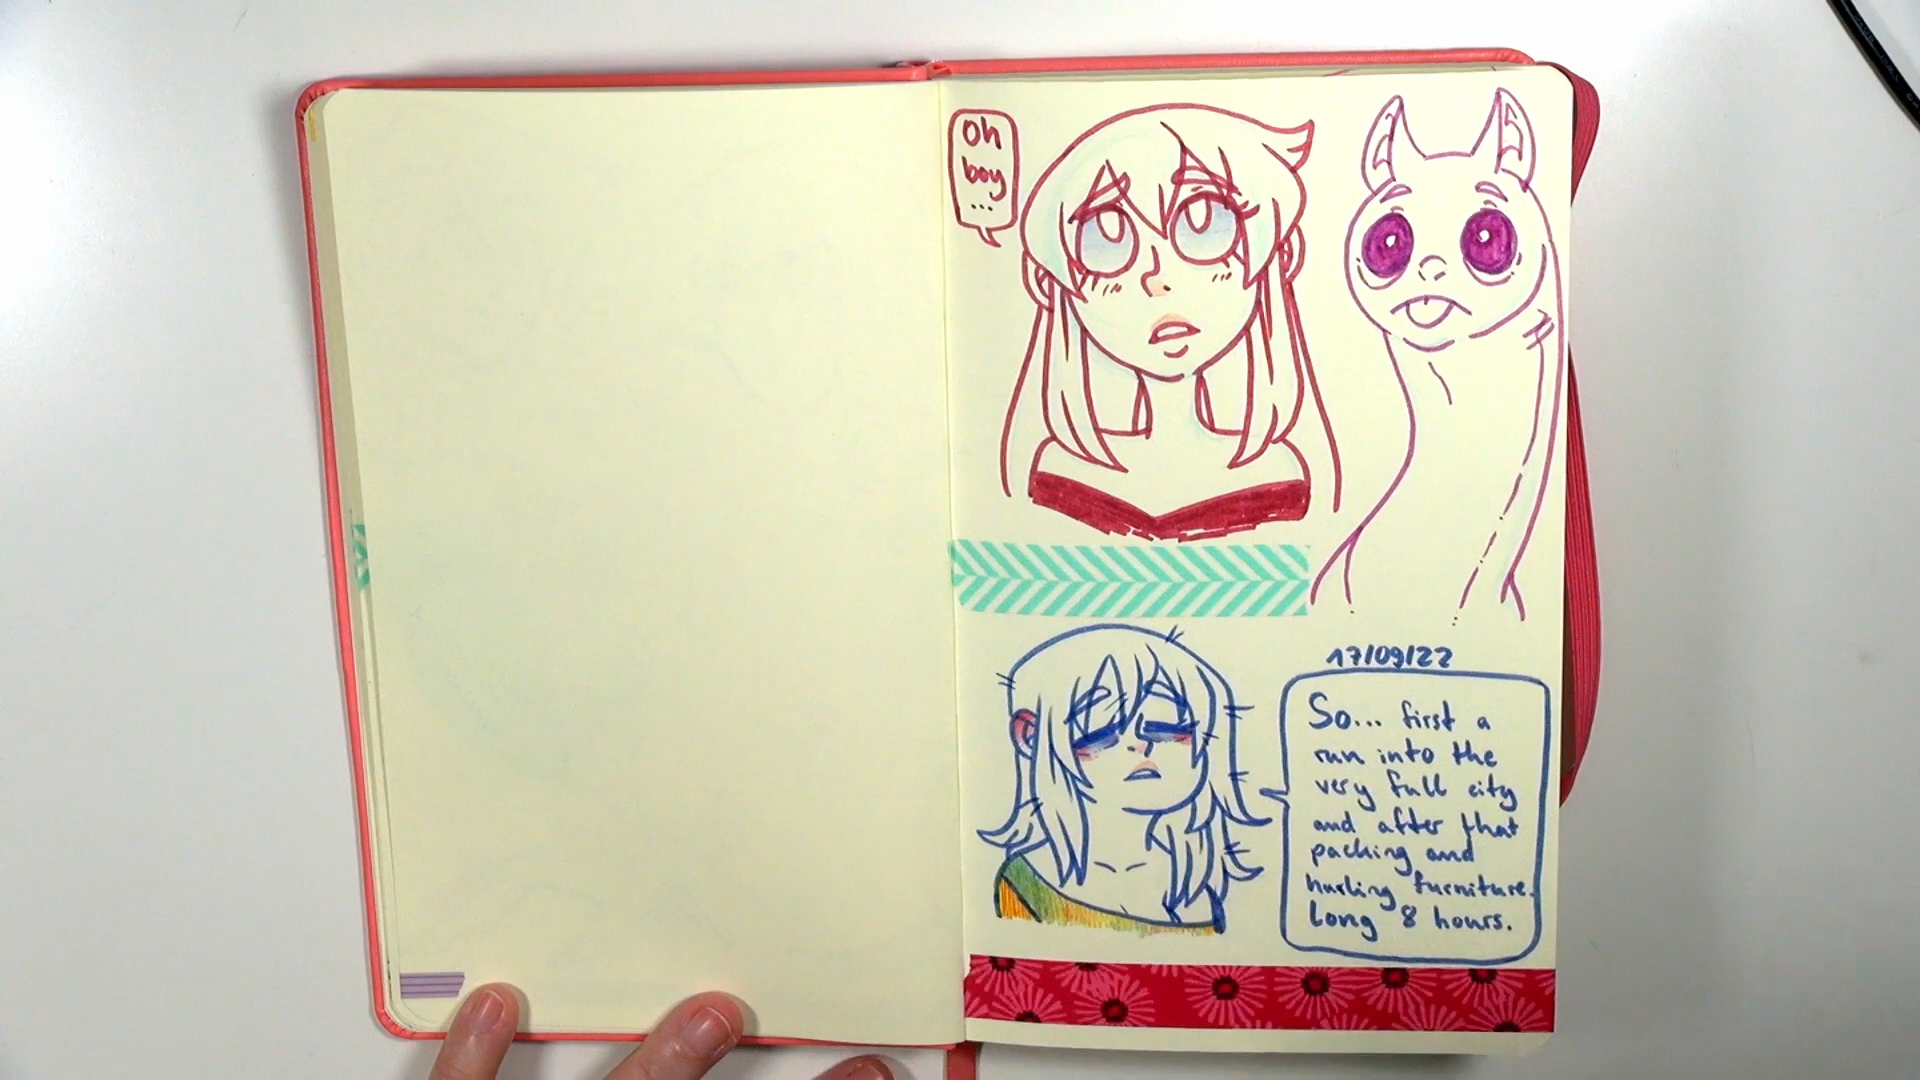 Oh
boy
...
17/09/22
So... first a
run into the
very full city
and after that
packing and
hurling furniture.
Long 8 hours.